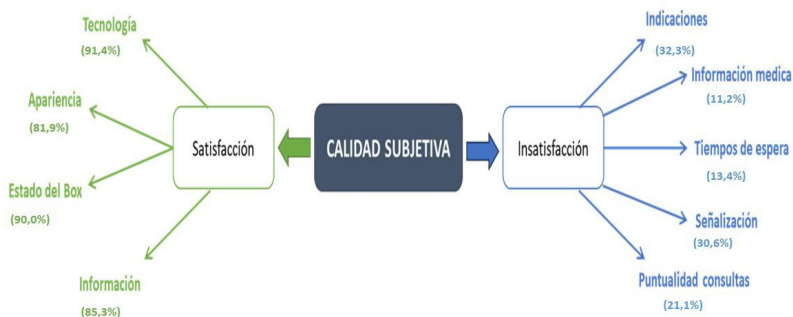 Tecnología
(91,4%)
Apariencia
(81,9%)
Estado del Box
(90,0%)
Información
(85,3%)
Satisfacción
CALIDAD SUBJETIVA
Insatisfacción
Indicaciones
(32,3%)
Información medica
(11,2%)
Tiempos de espera
(13,4%)
Señalización
(30,6%)
Puntualidad consultas
(21,1%)